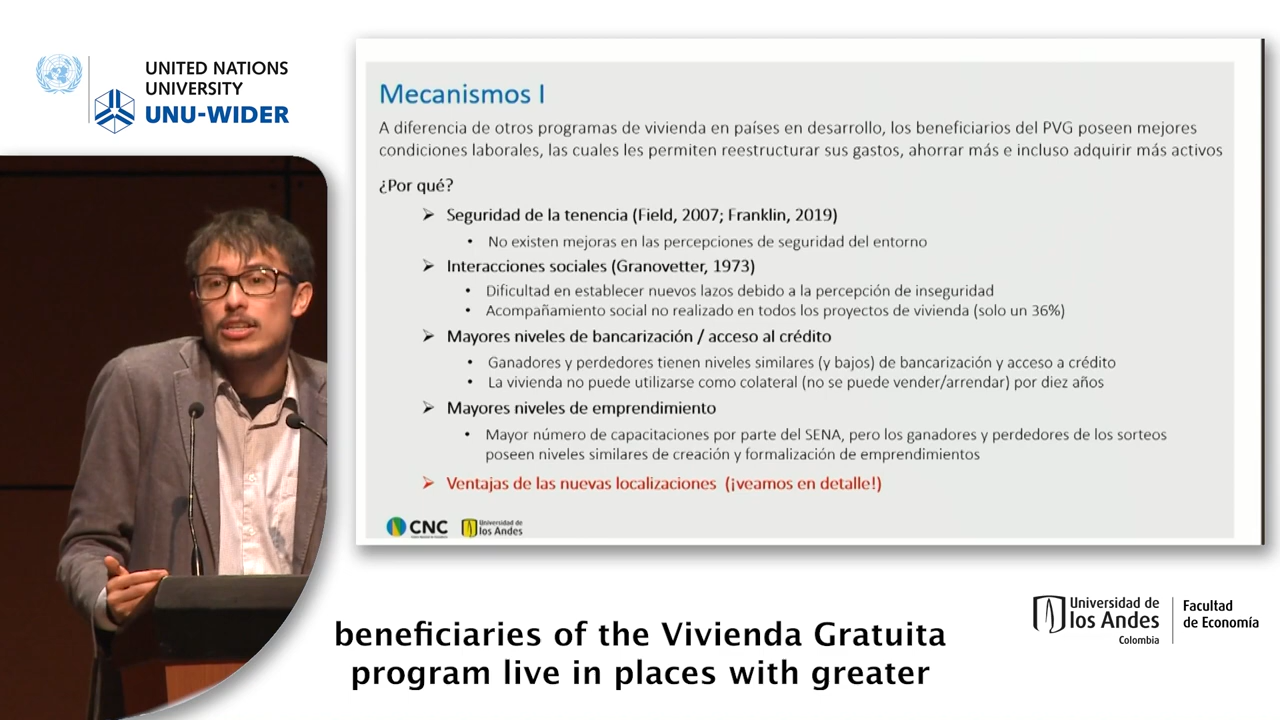 UNITED NATIONS
UNIVERSITY
UNU-WIDER
Mecanismos I
A diferencia de otros programas de vivienda en países en desarrollo, los beneficiarios del PVG poseen mejores
condiciones laborales, las cuales les permiten reestructurar sus gastos, ahorrar más e incluso adquirir más activos
¿Por qué?
➢ Seguridad de la tenencia (Field, 2007; Franklin, 2019)
• No existen mejoras en las percepciones de seguridad del entorno
➢ Interacciones sociales (Granovetter, 1973)
• Dificultad en establecer nuevos lazos debido a la percepción de inseguridad
• Acompañamiento social no realizado en todos los proyectos de vivienda (solo un 36%)
➢ Mayores niveles de bancarización / acceso al crédito
• Ganadores y perdedores tienen niveles similares (y bajos) de bancarización y acceso a crédito
• La vivienda no puede utilizarse como colateral (no se puede vender/arrendar) por diez años
➢ Mayores niveles de emprendimiento
• Mayor número de capacitaciones por parte del SENA, pero los ganadores y perdedores de los sorteos
poseen niveles similares de creación y formalización de emprendimientos
➢ Ventajas de las nuevas localizaciones (¡veamos en detalle!)
CNC
Universidad de
los Andes
Universidad de
los Andes
Colombia
Facultad
de Economía
beneficiaries of the Vivienda Gratuita
program live in places with greater